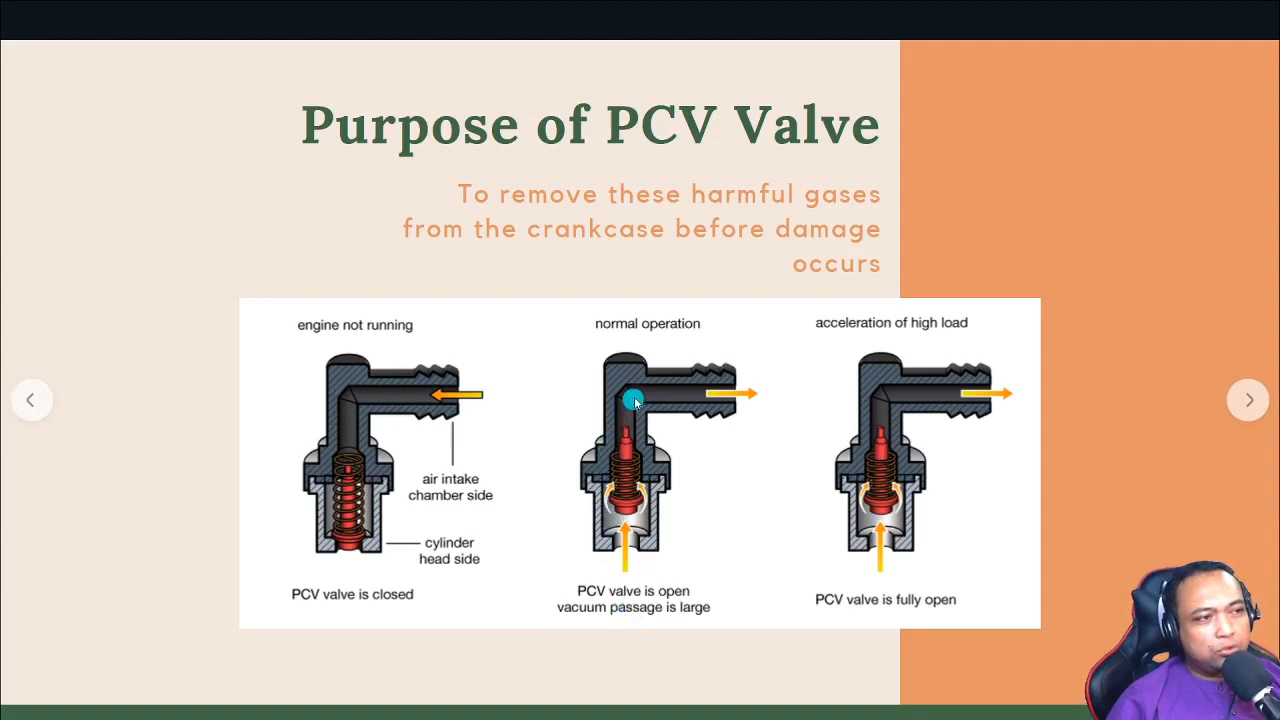 Purpose of PCV Valve
To remove these harmful gases
from the crankcase before damage
occurs
engine not running
normal operation
acceleration of high load
air intake
chamber side
cylinder
head side
PCV valve is closed
PCV valve is open
vacuum passage is large
PCV valve is fully open